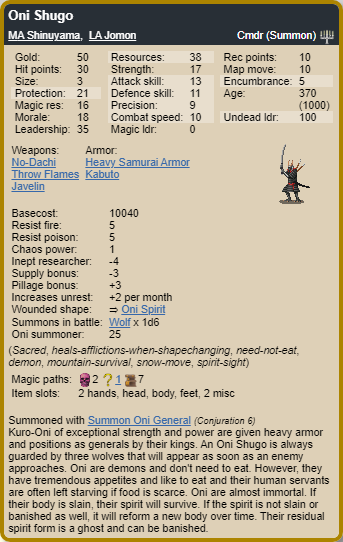 Oni Shugo
MA Shinuyama, LA Jomon Cmdr (Summon)
Gold: 50 Resources: 38 Rec points: 10
Hit points: 30 Strength: 17 Map move: 10
Size: 3 Attack skill: 13 Encumbrance: 5
Protection: 21 Defence skill: 11 Age: 370
Magic res: 16 Precision: 9 (1000)
Morale: 18 Combat speed: 10 Undead ldr: 100
Leadership: 35 Magic ldr: 0
Weapons: Armor:
No-Dachi Heavy Samurai Armor
Throw Flames Kabuto
Javelin
Basecost: 10040
Resist fire: 5
Resist poison: 5
Chaos power: 1
Inept researcher: -4
Supply bonus: -3
Pillage bonus: +3
Increases unrest: +2 per month
Wounded shape: ⇒ Oni Spirit
Summons in battle: Wolf x 1d6
Oni summoner: 25
(Sacred, heals-afflictions-when-shapechanging, need-not-eat,
demon, mountain-survival, snow-move, spirit-sight)
Magic paths: 2 ? 1 7
Item slots: 2 hands, head, body, feet, 2 misc
Summoned with Summon Oni General (Conjuration 6)
Kuro-Oni of exceptional strength and power are given heavy armor
and positions as generals by their kings. An Oni Shugo is always
guarded by three wolves that will appear as soon as an enemy
approaches. Oni are demons and don't need to eat. However, they
have tremendous appetites and like to eat and their human servants
are often left starving if food is scarce. Oni are almost immortal. If
their body is slain, their spirit will survive. If the spirit is not slain or
banished as well, it will reform a new body over time. Their residual
spirit form is a ghost and can be banished.